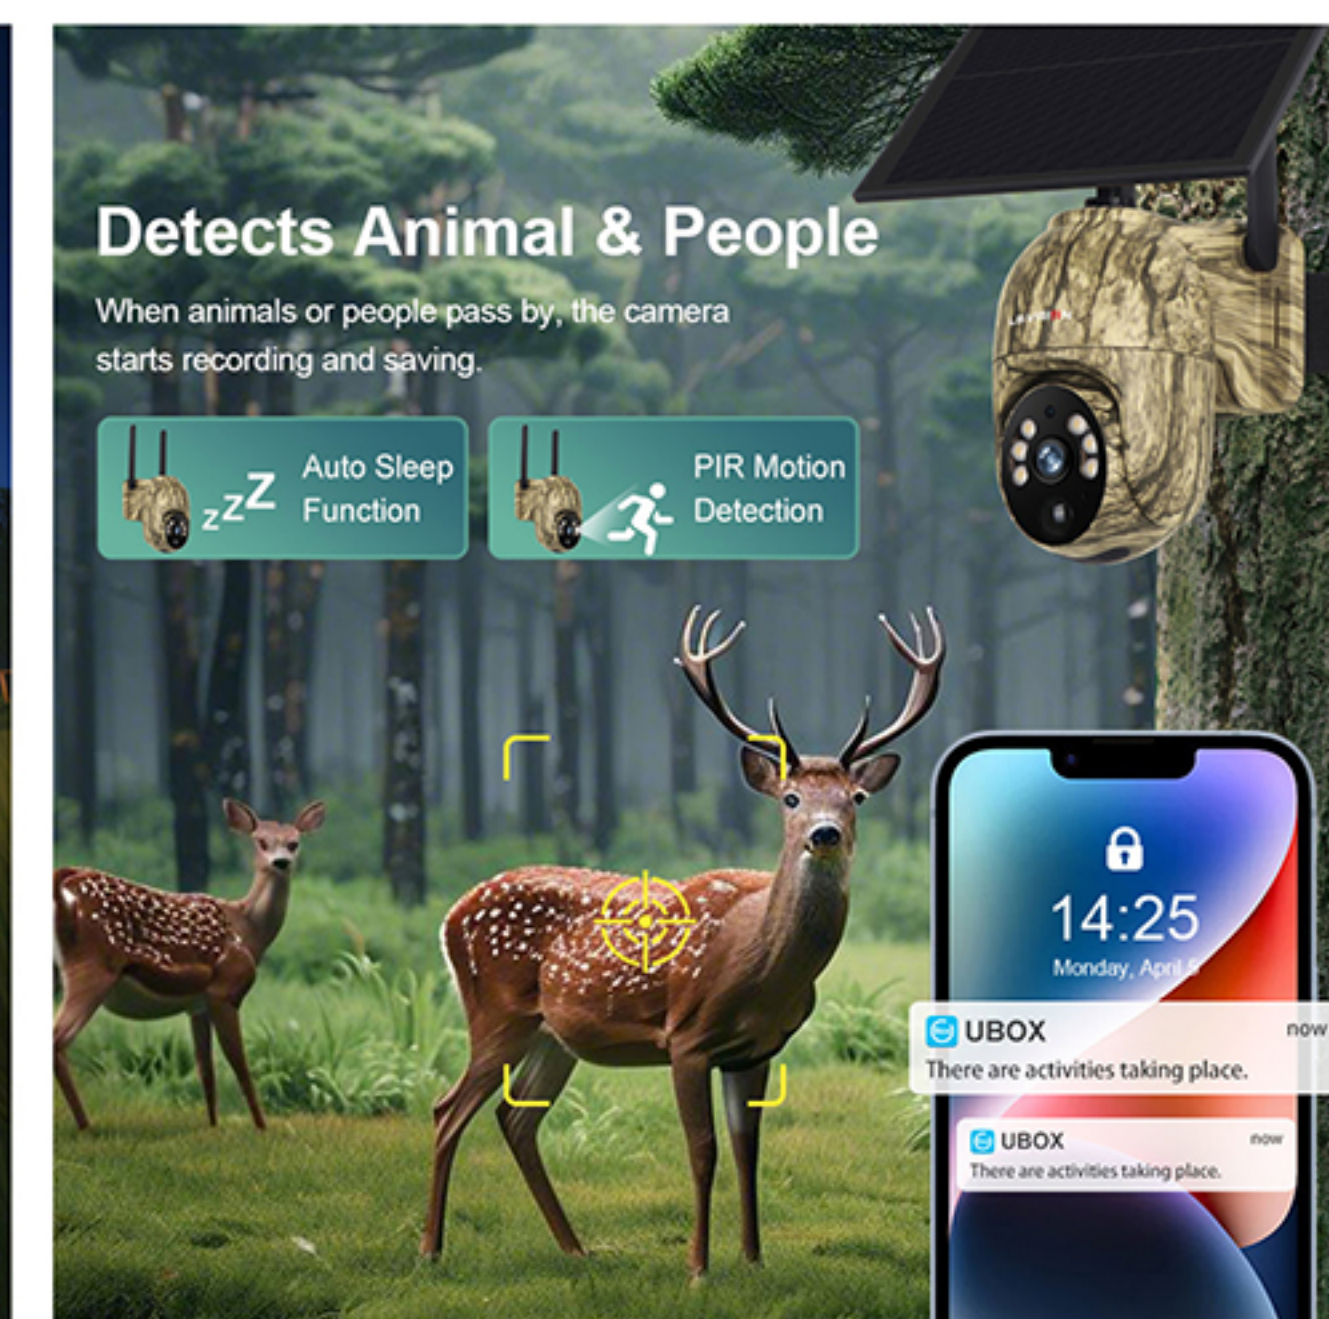 Detects Animal & People
When animals or people pass by, the camera
starts recording and saving.
zzZ
Auto Sleep
Function
PIR Motion
Detection
14:25
Monday, April 5
UBOX
now
There are activities taking place.
UBOX
now
There are activities taking place.